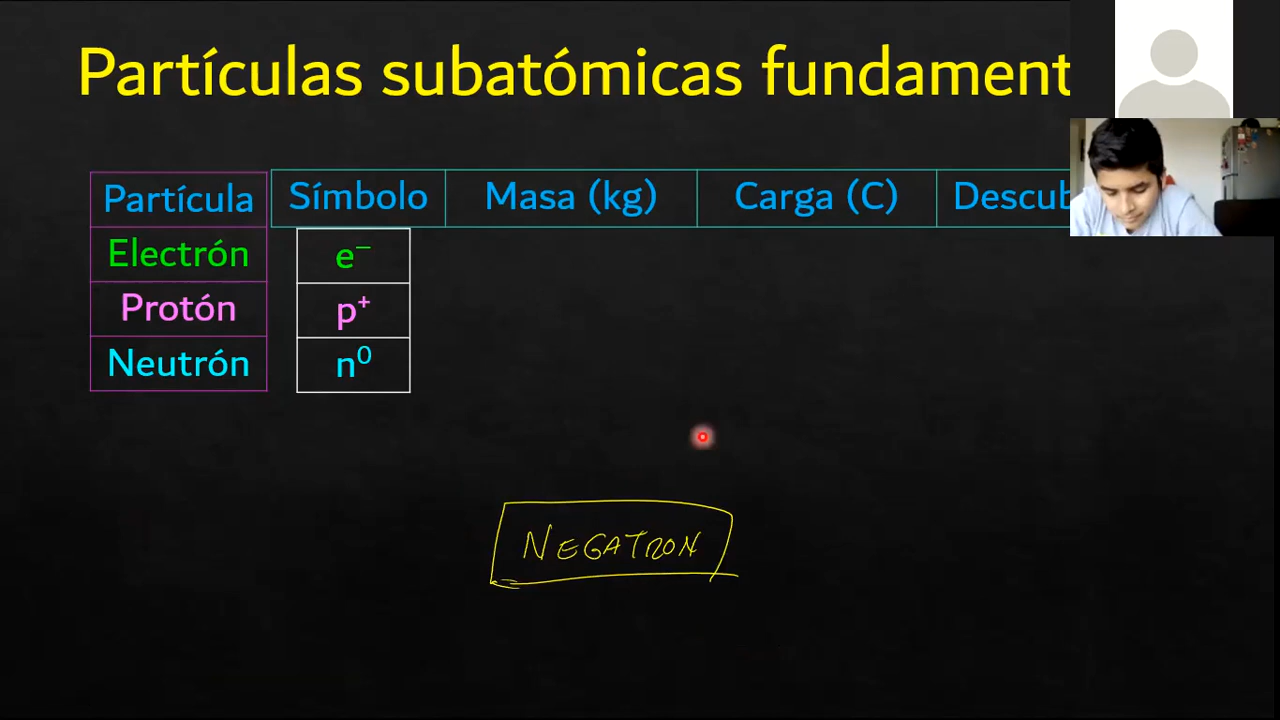 Partículas subatómicas fundament
Partícula Símbolo Masa (kg) Carga (C) Descub
Electrón e⁻
Protón p⁺
Neutrón n⁰
NEGATRON